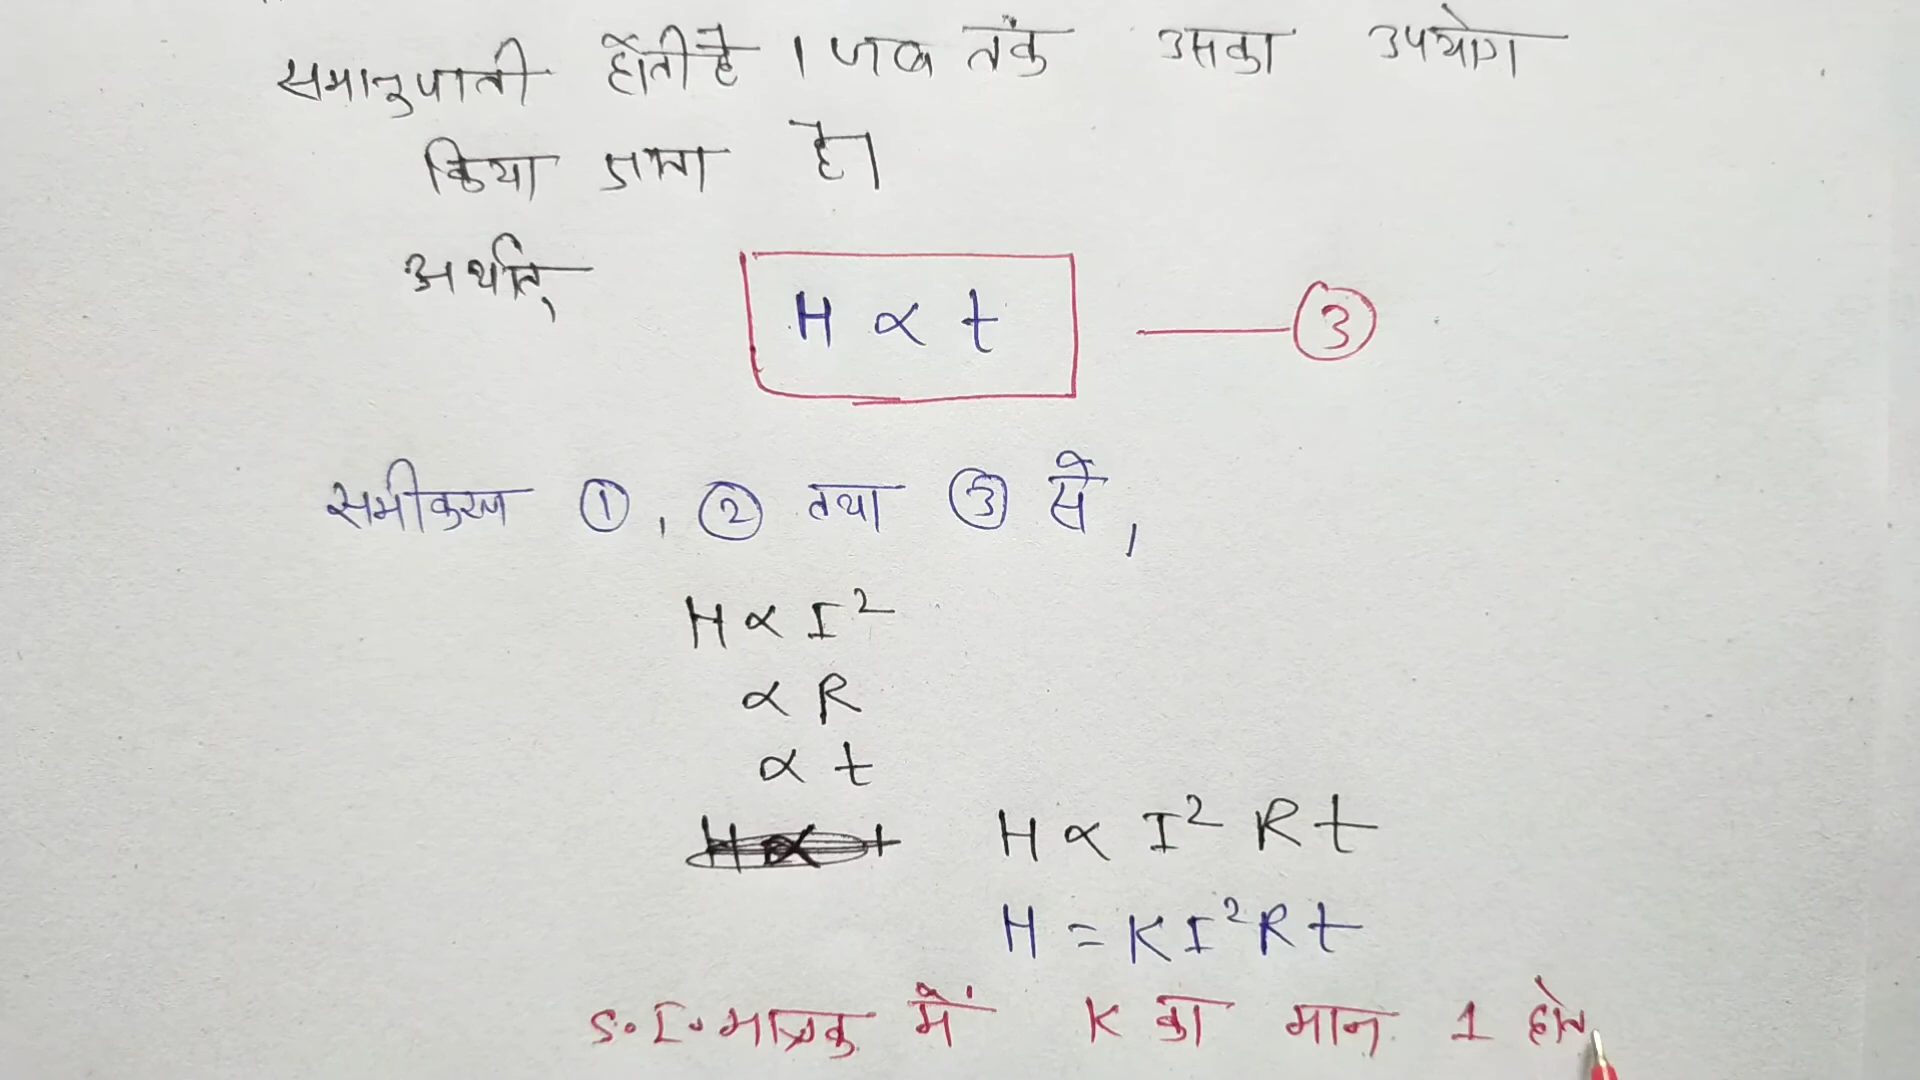 समानुपाती होती है । जब तक उसका उपयोग
किया जाता है।
अर्थात्
H ∝ t ③
समीकरण ①, ② तथा ③ से,
H ∝ I²
∝ R
∝ t
H ∝ I² R t
H = K I² R t
S.I. मात्रक में K का मान 1 होत